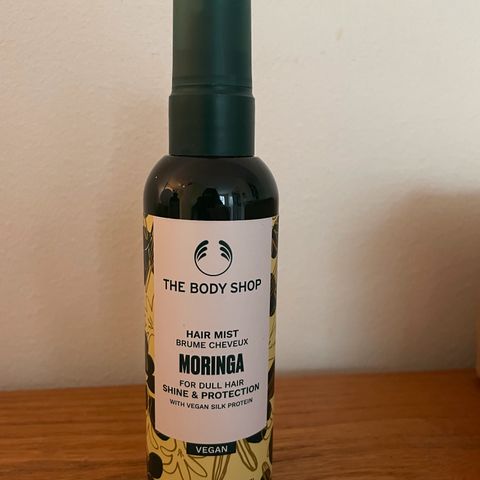 THE BODY SHOP
HAIR MIST
BRUME CHEVEUX
MORINGA
FOR DULL HAIR
SHINE & PROTECTION
WITH VEGAN SILK PROTEIN
VEGAN